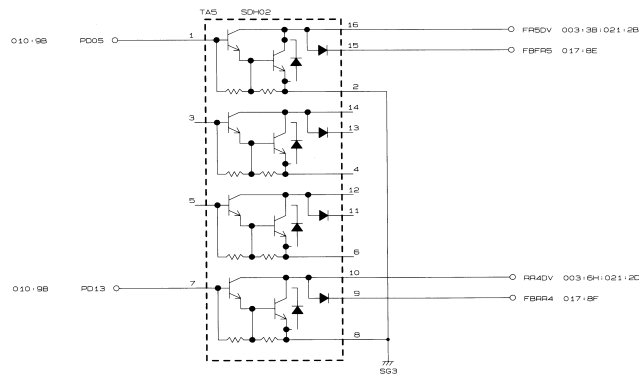 TA5 SDH02
16 FR5DV 003:3B:021:2B
010:9B PD05 1
15 FBFR5 017:8E
2
14
3
13
4
12
5
11
6
10 RR4DV 003:6H:021:2C
010:9B PD13 7
9 FBRR4 017:8F
8
SG3